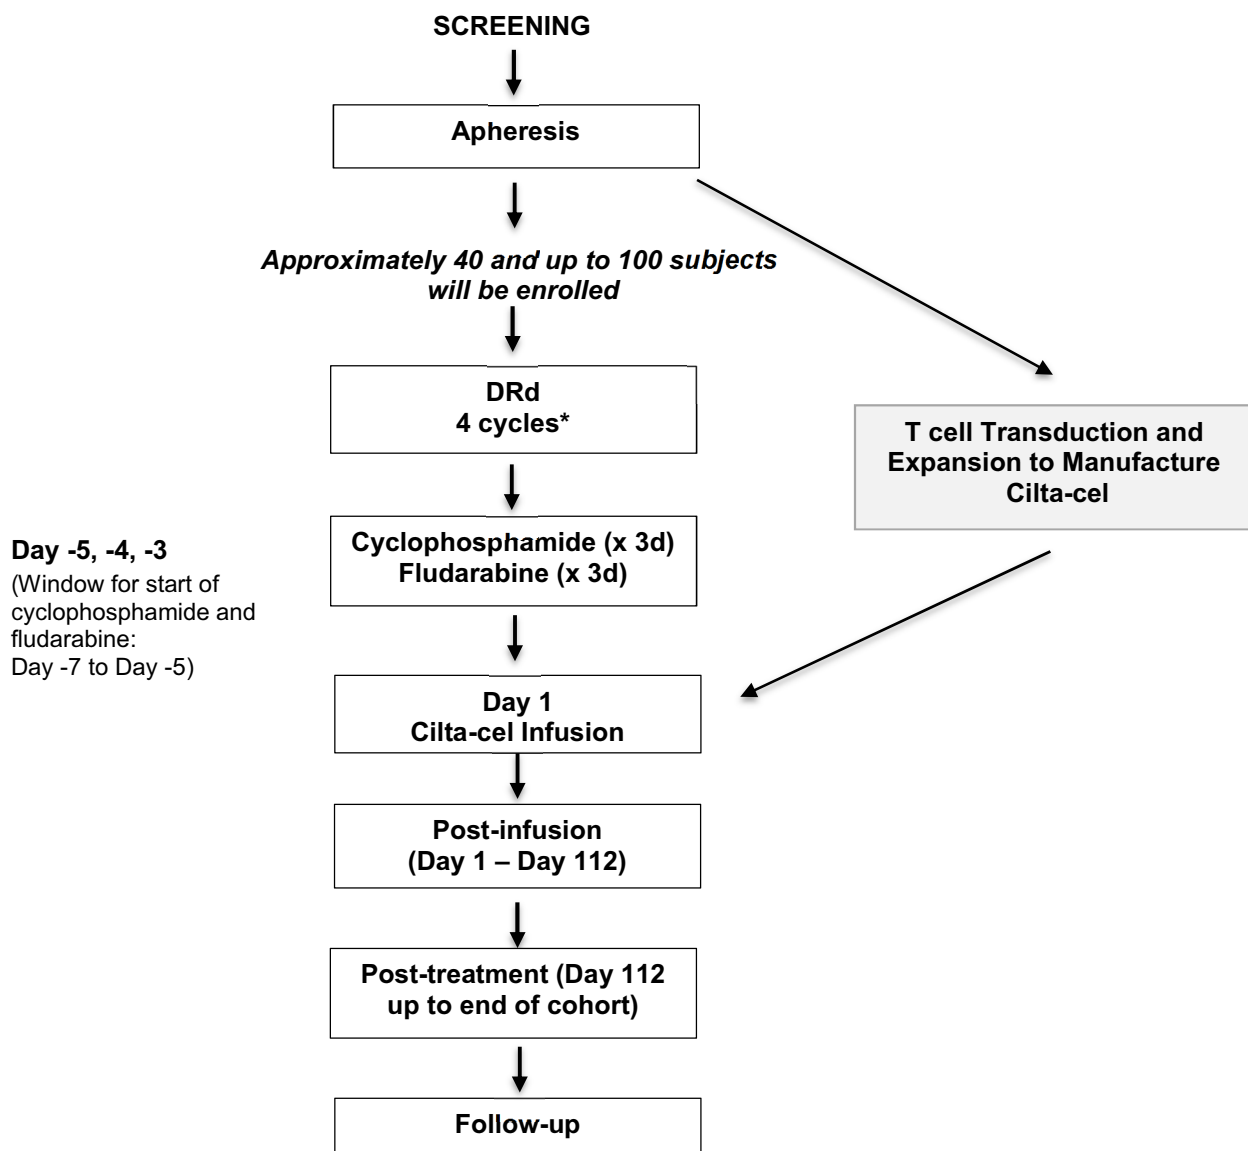 SCREENING
Apheresis
Approximately 40 and up to 100 subjects
will be enrolled
DRd
4 cycles*
T cell Transduction and
Expansion to Manufacture
Cilta-cel
Day -5, -4, -3
(Window for start of
cyclophosphamide and
fludarabine:
Day -7 to Day -5)
Cyclophosphamide (x 3d)
Fludarabine (x 3d)
Day 1
Cilta-cel Infusion
Post-infusion
(Day 1 – Day 112)
Post-treatment (Day 112
up to end of cohort)
Follow-up